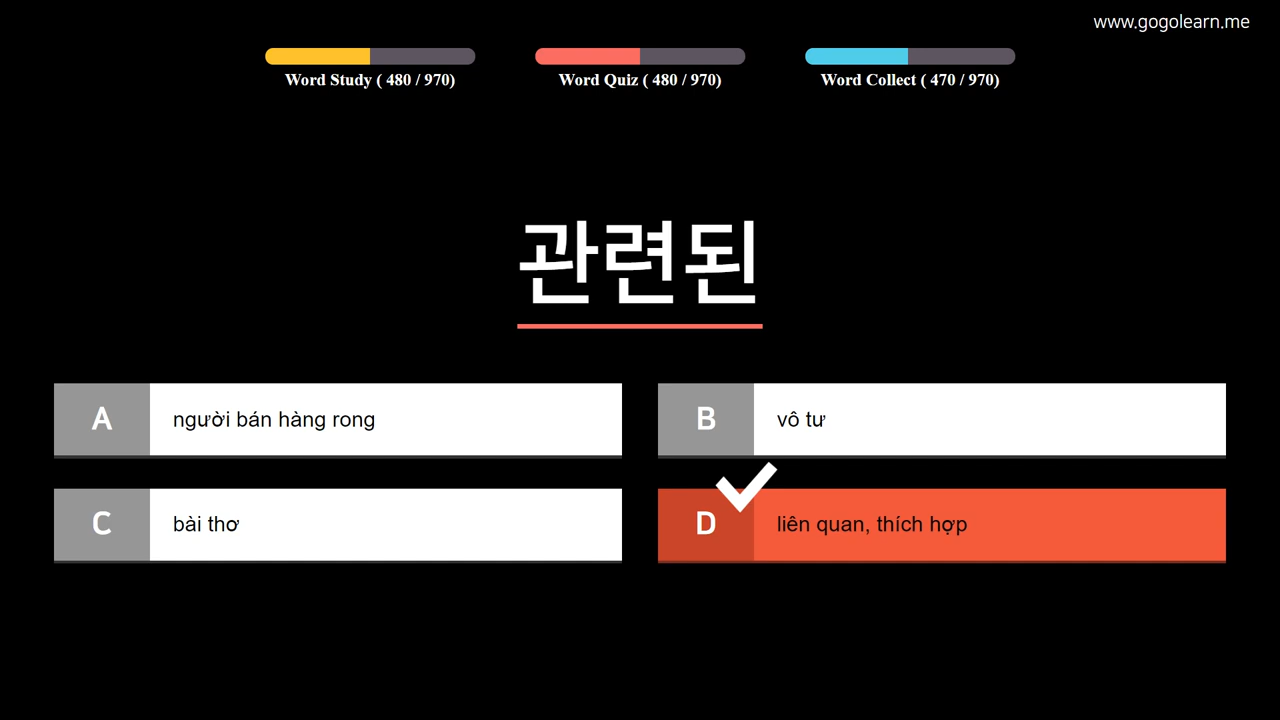 www.gogolearn.me
Word Study ( 480 / 970)
Word Quiz ( 480 / 970)
Word Collect ( 470 / 970)
관련된
A
người bán hàng rong
B
vô tư
C
bài thơ
D
liên quan, thích hợp